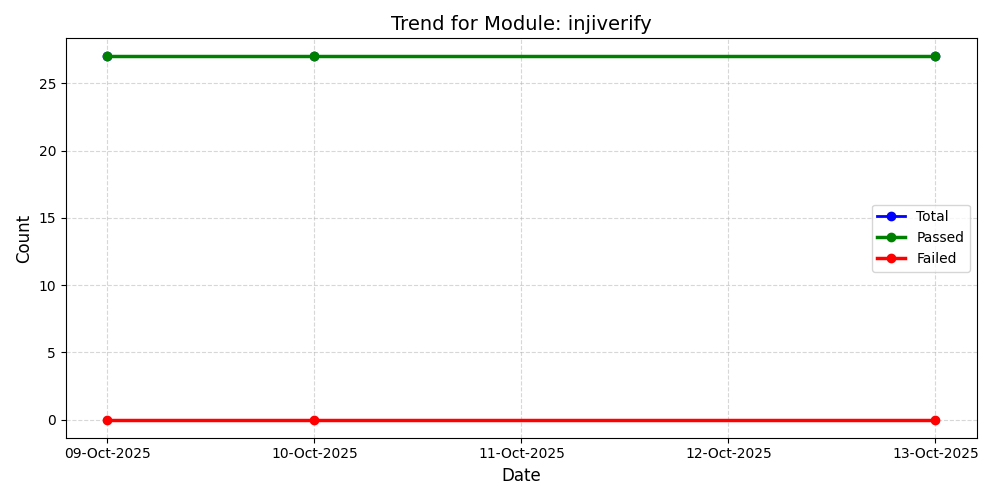 Trend for Module: injiverify
Count
25
20
15
10
5
0
Total
Passed
Failed
09-Oct-2025
10-Oct-2025
11-Oct-2025
12-Oct-2025
13-Oct-2025
Date